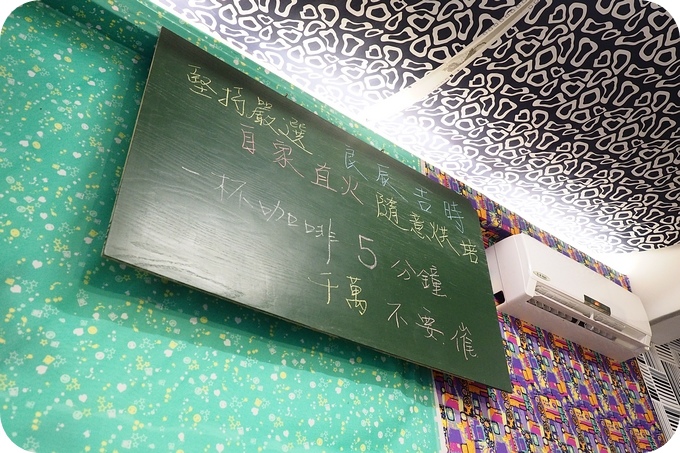 堅持嚴選 良辰吉時
自家直火 隨意烘培
一杯咖啡 5 分鐘
千萬 不要催